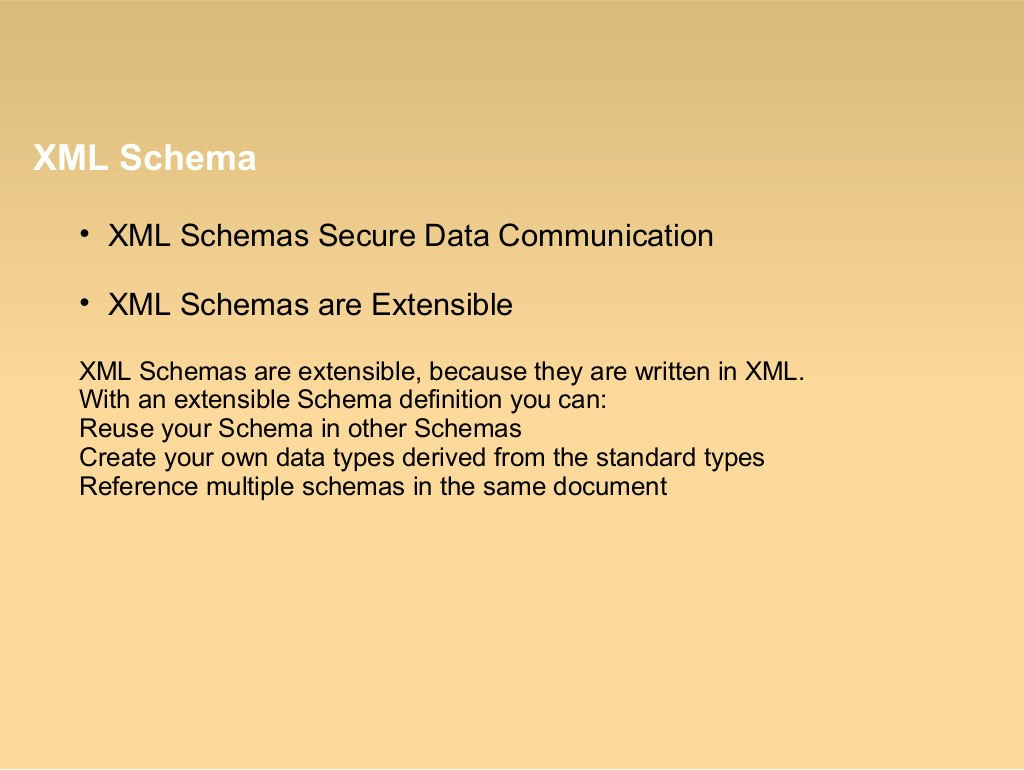 XML Schema
• XML Schemas Secure Data Communication
• XML Schemas are Extensible
XML Schemas are extensible, because they are written in XML.
With an extensible Schema definition you can:
Reuse your Schema in other Schemas
Create your own data types derived from the standard types
Reference multiple schemas in the same document